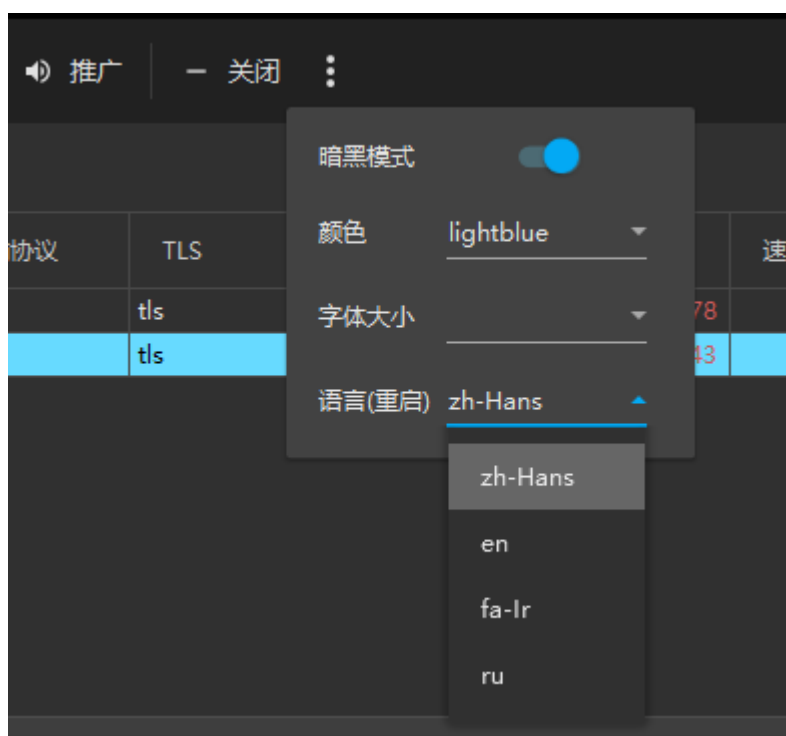 推广 关闭
暗黑模式
颜色 lightblue
协议 TLS 速
字体大小
tls 78
tls 43
语言(重启) zh-Hans
zh-Hans
en
fa-Ir
ru